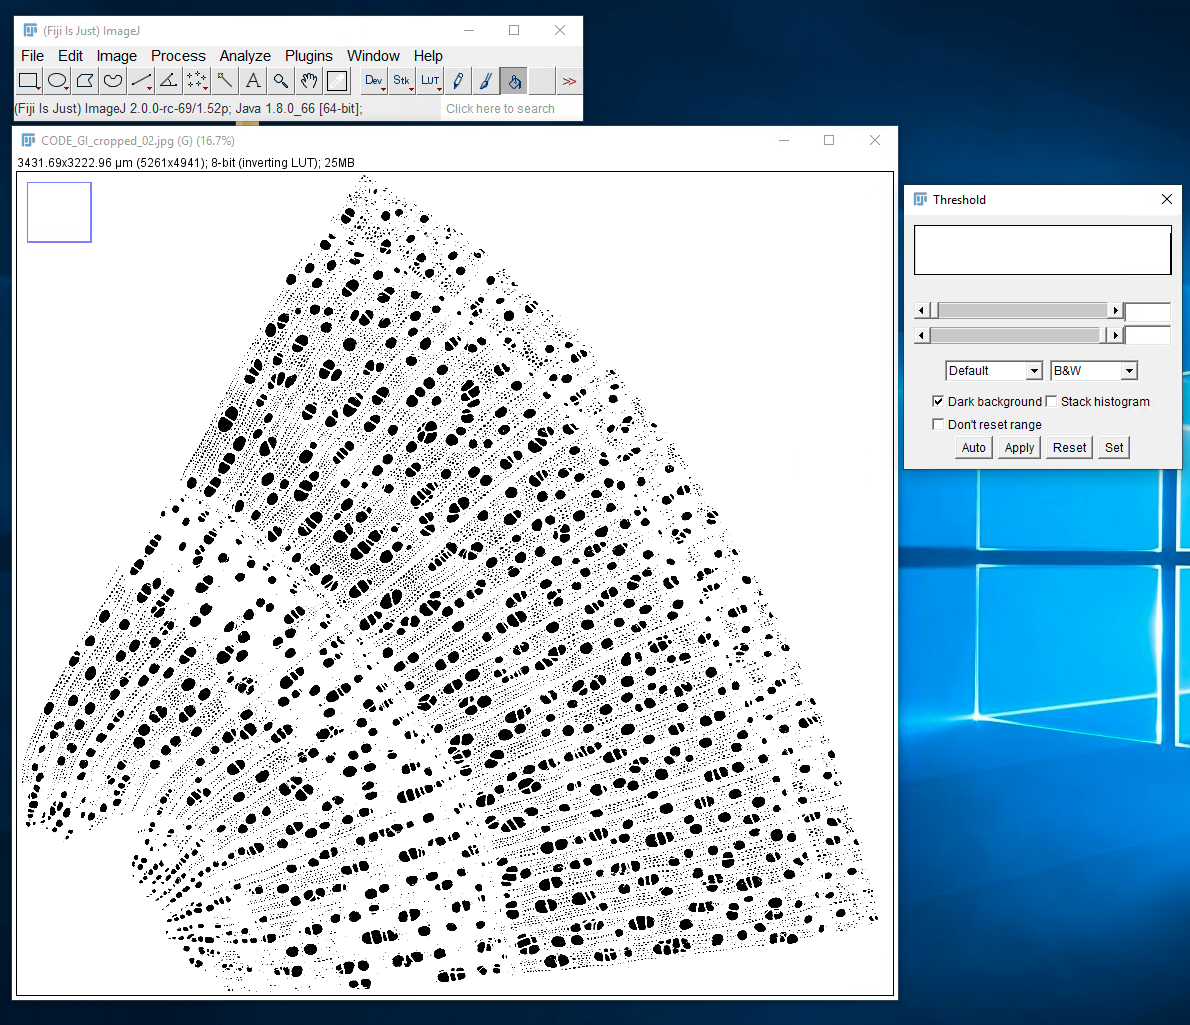 (Fiji Is Just) ImageJ
File Edit Image Process Analyze Plugins Window Help
A Dev Stk LUT >>
(Fiji Is Just) ImageJ 2.0.0-rc-69/1.52p; Java 1.8.0_66 [64-bit]; Click here to search
CODE_GI_cropped_02.jpg (G) (16.7%)
3431.69x3222.96 µm (5261x4941); 8-bit (inverting LUT); 25MB
Threshold
Default B&W
Dark background Stack histogram
Don't reset range
Auto Apply Reset Set